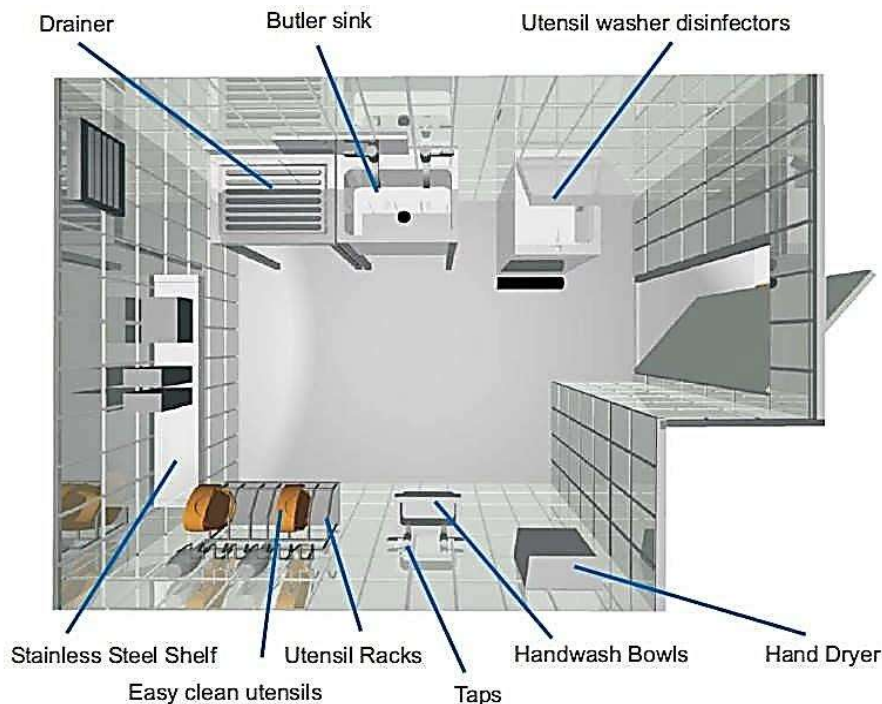 Drainer
Butler sink
Utensil washer disinfectors
Stainless Steel Shelf
Utensil Racks
Handwash Bowls
Hand Dryer
Easy clean utensils
Taps